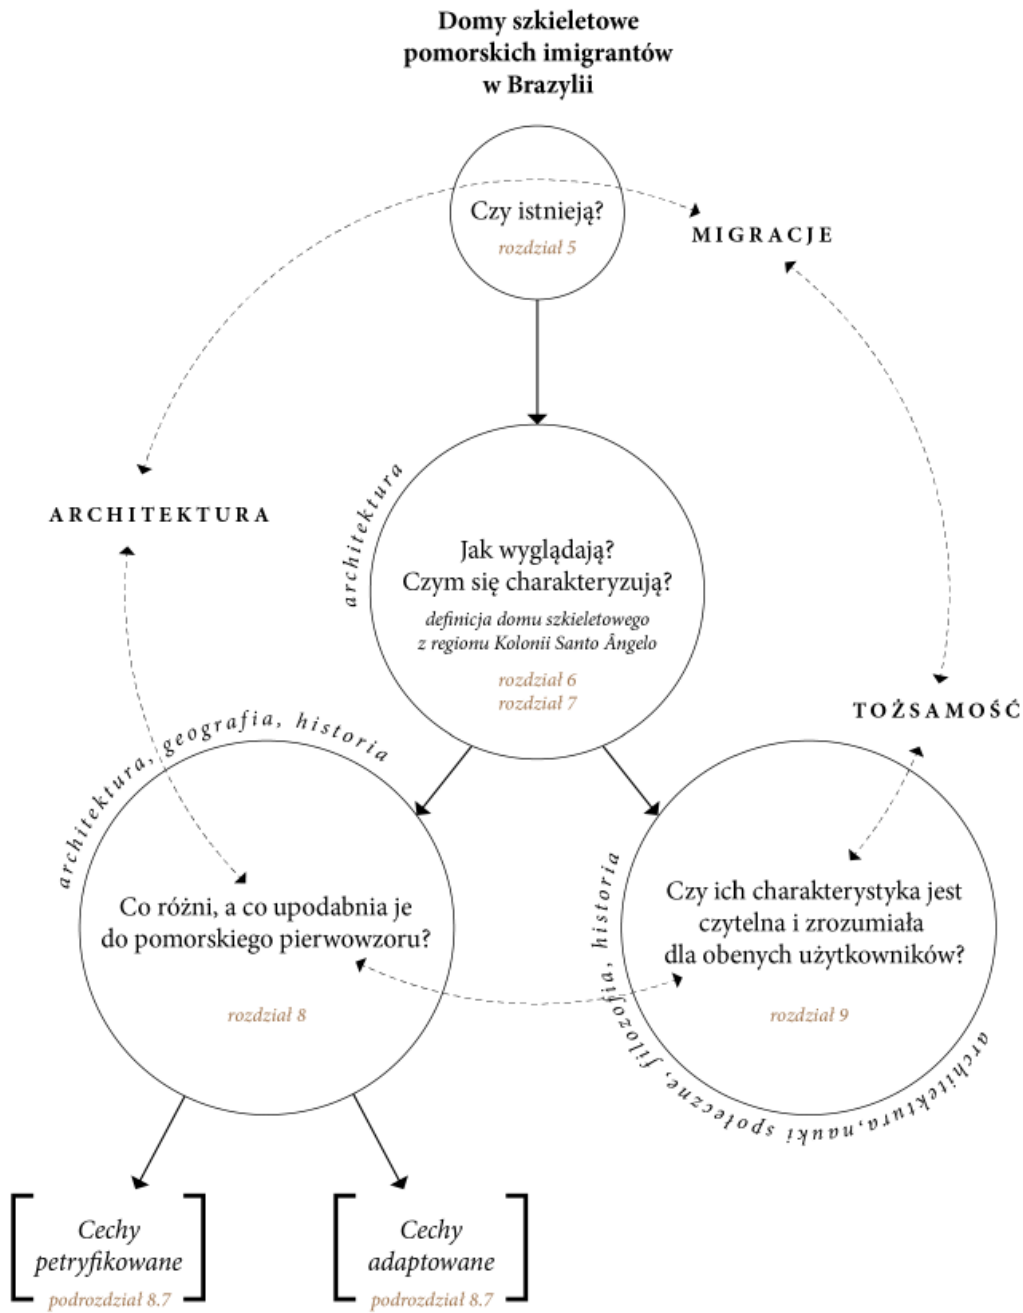 Domy szkieletowe
pomorskich imigrantów
w Brazylii
Czy istnieją?
rozdział 5
MIGRACJE
ARCHITEKTURA
architektura
Jak wyglądają?
Czym się charakteryzują?
definicja domu szkieletowego
z regionu Kolonii Santo Ângelo
rozdział 6
rozdział 7
TOŻSAMOŚĆ
architektura, geografia, historia
Co różni, a co upodabnia je
do pomorskiego pierwowzoru?
rozdział 8
Czy ich charakterystyka jest
czytelna i zrozumiała
dla obenych użytkowników?
rozdział 9
architektura, nauki społeczne, filozofia, historia
Cechy
petryfikowane
podrozdział 8.7
Cechy
adaptowane
podrozdział 8.7